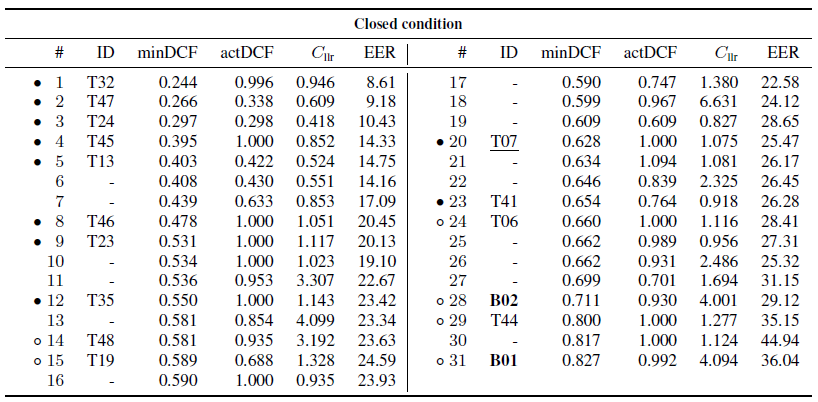 Closed condition
# ID minDCF actDCF Cllr EER # ID minDCF actDCF Cllr EER
• 1 T32 0.244 0.996 0.946 8.61 17 - 0.590 0.747 1.380 22.58
• 2 T47 0.266 0.338 0.609 9.18 18 - 0.599 0.967 6.631 24.12
• 3 T24 0.297 0.298 0.418 10.43 19 - 0.609 0.609 0.827 28.65
• 4 T45 0.395 1.000 0.852 14.33 • 20 T07 0.628 1.000 1.075 25.47
• 5 T13 0.403 0.422 0.524 14.75 21 - 0.634 1.094 1.081 26.17
6 - 0.408 0.430 0.551 14.16 22 - 0.646 0.839 2.325 26.45
7 - 0.439 0.633 0.853 17.09 • 23 T41 0.654 0.764 0.918 26.28
• 8 T46 0.478 1.000 1.051 20.45 ∘ 24 T06 0.660 1.000 1.116 28.41
• 9 T23 0.531 1.000 1.117 20.13 25 - 0.662 0.989 0.956 27.31
10 - 0.534 1.000 1.023 19.10 26 - 0.662 0.931 2.486 25.32
11 - 0.536 0.953 3.307 22.67 27 - 0.699 0.701 1.694 31.15
• 12 T35 0.550 1.000 1.143 23.42 ∘ 28 B02 0.711 0.930 4.001 29.12
13 - 0.581 0.854 4.099 23.34 ∘ 29 T44 0.800 1.000 1.277 35.15
∘ 14 T48 0.581 0.935 3.192 23.63 30 - 0.817 1.000 1.124 44.94
∘ 15 T19 0.589 0.688 1.328 24.59 ∘ 31 B01 0.827 0.992 4.094 36.04
16 - 0.590 1.000 0.935 23.93